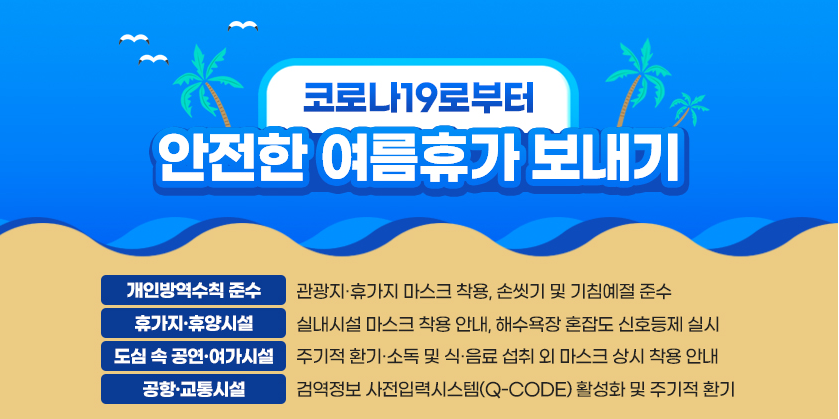 코로나19로부터
안전한 여름휴가 보내기
개인방역수칙 준수 관광지·휴가지 마스크 착용, 손씻기 및 기침예절 준수
휴가지·휴양시설 실내시설 마스크 착용 안내, 해수욕장 혼잡도 신호등제 실시
도심 속 공연·여가시설 주기적 환기·소독 및 식·음료 섭취 외 마스크 상시 착용 안내
공항·교통시설 검역정보 사전입력시스템(Q-CODE) 활성화 및 주기적 환기